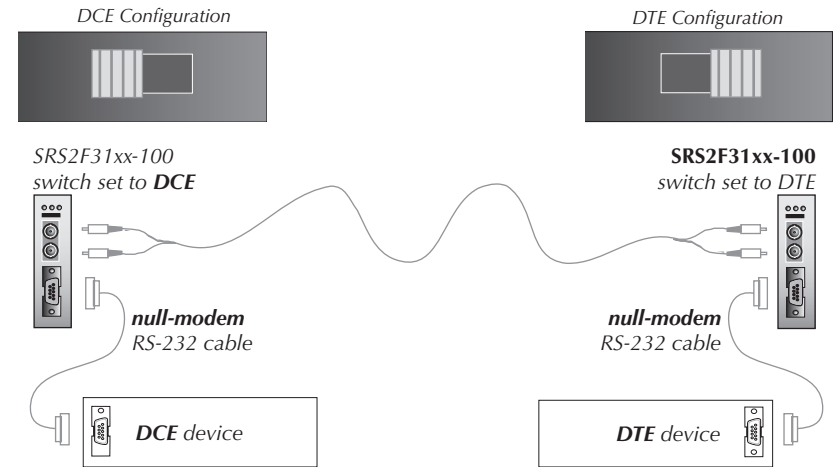 DCE Configuration
DTE Configuration
SRS2F31xx-100
switch set to DCE
SRS2F31xx-100
switch set to DTE
null-modem
RS-232 cable
null-modem
RS-232 cable
DCE device
DTE device